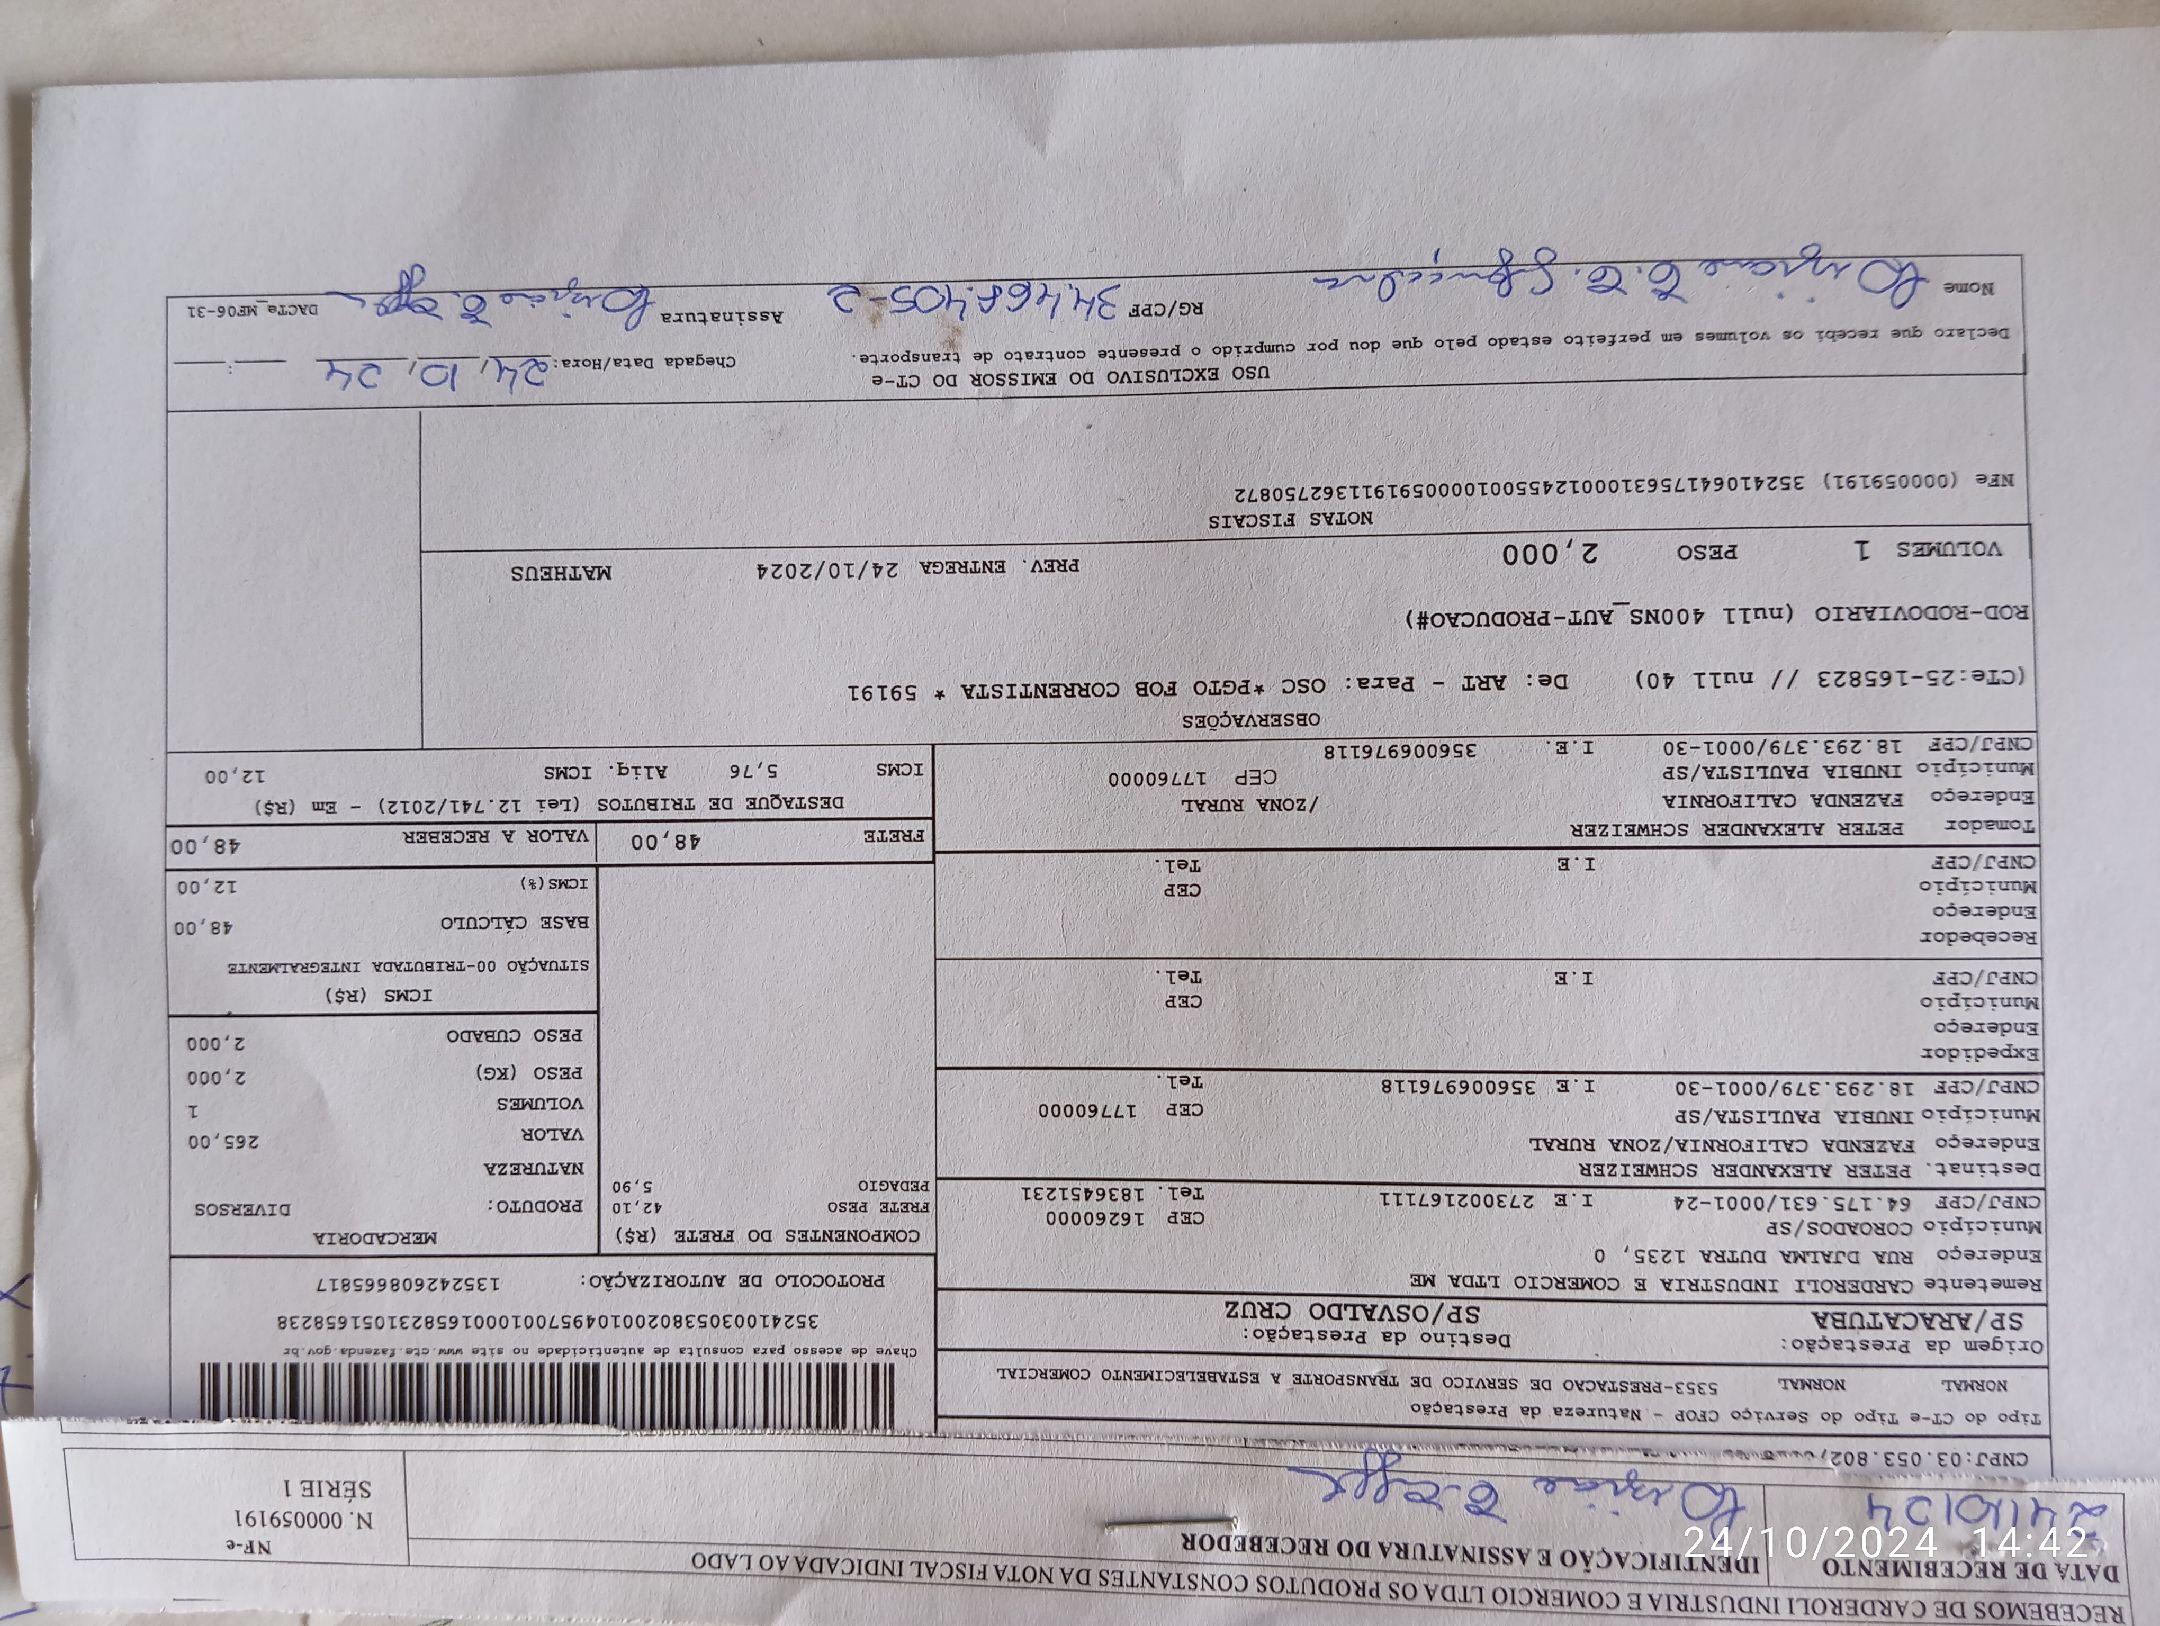 RECEBEMOS DE CARDEROLI INDUSTRIA E COMERCIO LTDA OS PRODUTOS CONSTANTES DA NOTA FISCAL INDICADA AO LADO
DATA DE RECEBIMENTO
24/10/24
IDENTIFICAÇÃO E ASSINATURA DO RECEBEDOR
NF-e
N. 000059191
SÉRIE 1
24/10/2024 14:42
CNPJ:03.053.802/
Tipo do CT-e Tipo do Serviço CFOP - Natureza da Prestação
NORMAL NORMAL 5353-PRESTACAO DE SERVICO DE TRANSPORTE A ESTABELECIMENTO COMERCIAL
Origem da Prestação: Destino da Prestação:
SP/ARACATUBA SP/OSVALDO CRUZ
Chave de acesso para consulta de autenticidade no site www.cte.fazenda.gov.br
35241003053802001049570010001658231051658238
PROTOCOLO DE AUTORIZAÇÃO: 135242608665817
Remetente CARDEROLI INDUSTRIA E COMERCIO LTDA ME
Endereço RUA DJALMA DUTRA 1235, 0
Município COROADOS/SP CEP 16260000
CNPJ/CPF 64.175.631/0001-24 I.E 273002167111 Tel. 1836451231
Destinat. PETER ALEXANDER SCHWEIZER
Endereço FAZENDA CALIFORNIA/ZONA RURAL
Município INUBIA PAULISTA/SP CEP 17760000
CNPJ/CPF 18.293.379/0001-30 I.E 356006976118 Tel.
Expedidor
Endereço
Município CEP
CNPJ/CPF I.E Tel.
Recebedor
Endereço
Município CEP
CNPJ/CPF I.E Tel.
Tomador PETER ALEXANDER SCHWEIZER
Endereço FAZENDA CALIFORNIA /ZONA RURAL
Município INUBIA PAULISTA/SP CEP 17760000
CNPJ/CPF 18.293.379/0001-30 I.E. 356006976118
COMPONENTES DO FRETE (R$)
FRETE PESO 42,10
PEDAGIO 5,90
MERCADORIA
PRODUTO: DIVERSOS
NATUREZA
VALOR 265,00
VOLUMES 1
PESO (KG) 2,000
PESO CUBADO 2,000
ICMS (R$)
SITUAÇÃO 00-TRIBUTADA INTEGRALMENTE
BASE CÁLCULO 48,00
ICMS(%) 12,00
FRETE 48,00 VALOR A RECEBER 48,00
DESTAQUE DE TRIBUTOS (Lei 12.741/2012) - Em (R$)
ICMS 5,76 Aliq. ICMS 12,00
OBSERVAÇÕES
(CTe:25-165823 // null 40) De: ART - Para: OSC *PGTO FOB CORRENTISTA * 59191
ROD-RODOVIARIO (null 400NS_AUT-PRODUCAO#)
VOLUMES 1 PESO 2,000 PREV. ENTREGA 24/10/2024 MATHEUS
NOTAS FISCAIS
NFe (00059191) 35241064175631000124550010000591911362750872
USO EXCLUSIVO DO EMISSOR DO CT-e
Declaro que recebi os volumes em perfeito estado pelo que dou por cumprido o presente contrato de transporte.
Chegada Data/Hora: 24, 10, 24 :
Nome
RG/CPF
Assinatura
DACTe_MF06-31